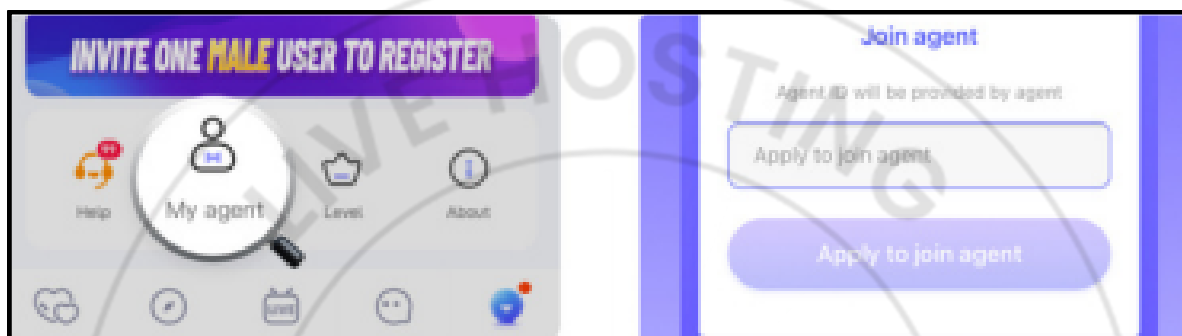 INVITE ONE MALE USER TO REGISTER
Help
My agent
Level
About
LIVE
Join agent
Agent ID will be provided by agent
Apply to join agent
Apply to join agent
LIVE HOSTING